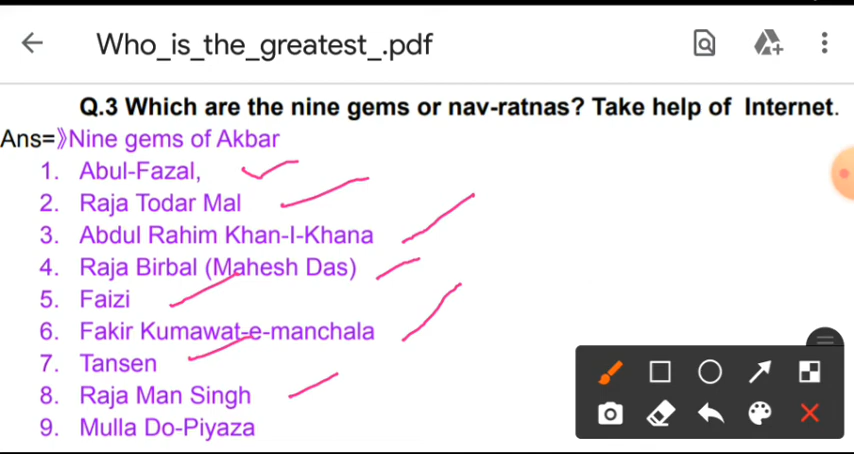 Who_is_the_greatest_.pdf
Q.3 Which are the nine gems or nav-ratnas? Take help of Internet.
Ans=》Nine gems of Akbar
1. Abul-Fazal,
2. Raja Todar Mal
3. Abdul Rahim Khan-I-Khana
4. Raja Birbal (Mahesh Das)
5. Faizi
6. Fakir Kumawat-e-manchala
7. Tansen
8. Raja Man Singh
9. Mulla Do-Piyaza